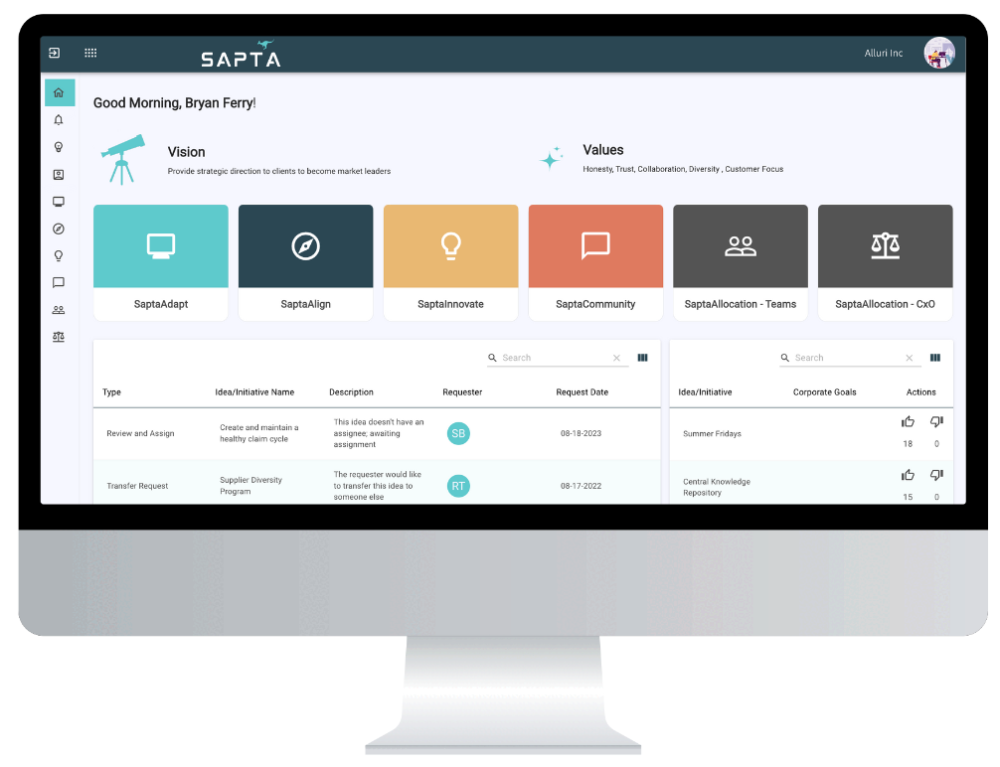 SAPTA
Alluri Inc
Good Morning, Bryan Ferry!
Vision
Provide strategic direction to clients to become market leaders
Values
Honesty, Trust, Collaboration, Diversity , Customer Focus
SaptaAdapt
SaptaAlign
SaptaInnovate
SaptaCommunity
SaptaAllocation - Teams
SaptaAllocation - CxO
Search
Type Idea/Initiative Name Description Requester Request Date
Review and Assign
Create and maintain a
healthy claim cycle
This idea doesn't have an
assignee; awaiting
assignment
SB
08-18-2023
Transfer Request
Supplier Diversity
Program
The requester would like
to transfer this idea to
someone else
RT
08-17-2022
Search
Idea/Initiative Corporate Goals Actions
Summer Fridays
18 0
Central Knowledge
Repository
15 0